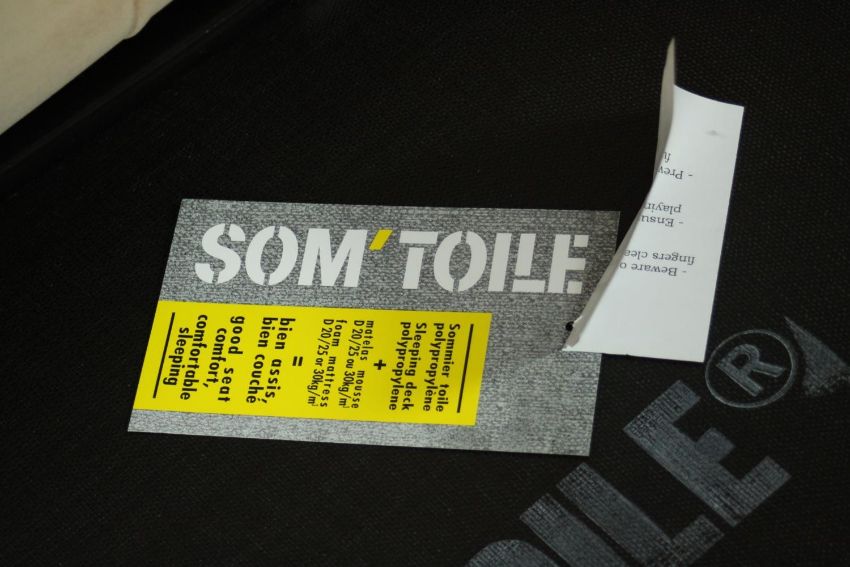 SOM'TOILE
Sommier toile
polypropylène
Sleeping deck
polypropylene
+
matelas mousse
D 20/25 ou 30kg/m³
foam mattress
D 20/25 or 30kg/m³
=
bien assis,
bien couché
good seat
comfort,
comfortable
sleeping
- Beware o
fingers clea
- Ensu
playin
- Prev
OILE®